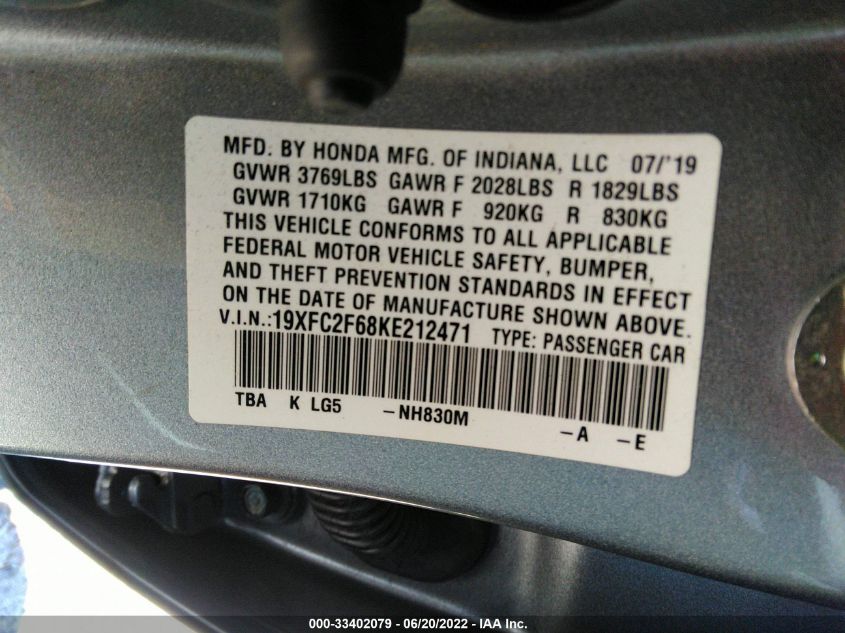 MFD. BY HONDA MFG. OF INDIANA, LLC 07/'19
GVWR 3769LBS GAWR F 2028LBS R 1829LBS
GVWR 1710KG GAWR F 920KG R 830KG
THIS VEHICLE CONFORMS TO ALL APPLICABLE
FEDERAL MOTOR VEHICLE SAFETY, BUMPER,
AND THEFT PREVENTION STANDARDS IN EFFECT
ON THE DATE OF MANUFACTURE SHOWN ABOVE.
V.I.N.:19XFC2F68KE212471 TYPE: PASSENGER CAR
TBA K LG5 -NH830M -A -E
000-33402079 - 06/20/2022 - IAA Inc.